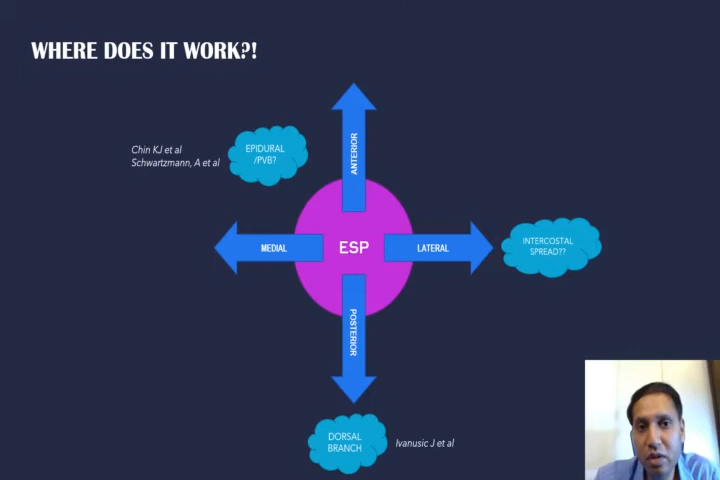 WHERE DOES IT WORK?!
ANTERIOR
Chin KJ et al
Schwartzmann, A et al
EPIDURAL
/PVB?
MEDIAL
ESP
LATERAL
INTERCOSTAL
SPREAD??
POSTERIOR
DORSAL
BRANCH
Ivanusic J et al